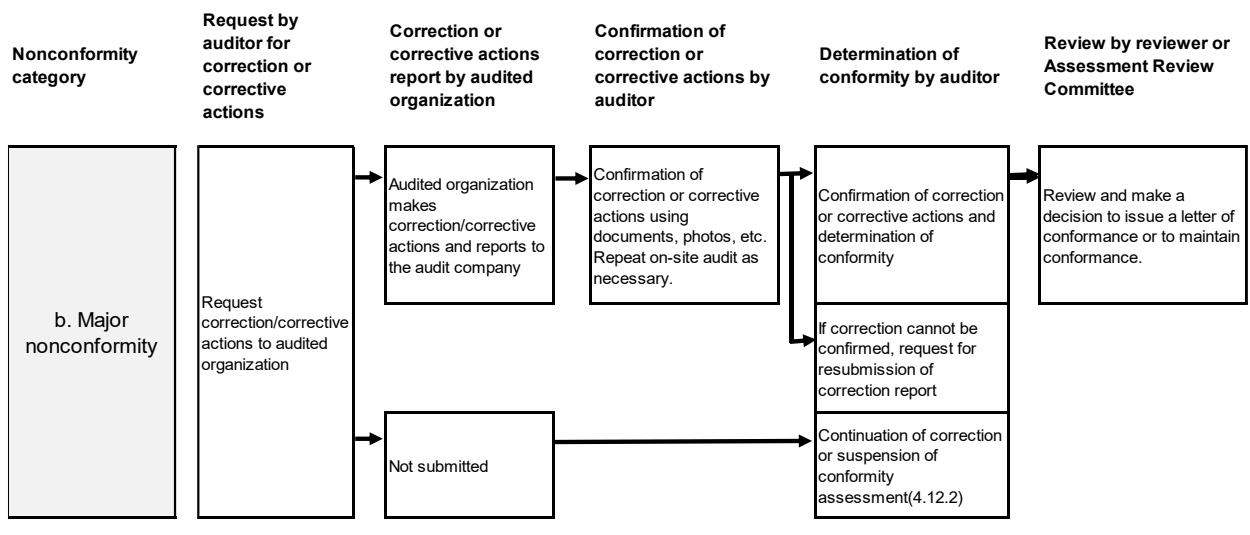 Nonconformity
category
Request by
auditor for
correction or
corrective
actions
Correction or
corrective actions
report by audited
organization
Confirmation of
correction or
corrective actions by
auditor
Determination of
conformity by auditor
Review by reviewer or
Assessment Review
Committee
b. Major
nonconformity
Request
correction/corrective
actions to audited
organization
Audited organization
makes
correction/corrective
actions and reports to
the audit company
Confirmation of
correction or corrective
actions using
documents, photos, etc.
Repeat on-site audit as
necessary.
Confirmation of correction
or corrective actions and
determination of
conformity
Review and make a
decision to issue a letter of
conformance or to maintain
conformance.
If correction cannot be
confirmed, request for
resubmission of
correction report
Not submitted
Continuation of correction
or suspension of
conformity
assessment(4.12.2)